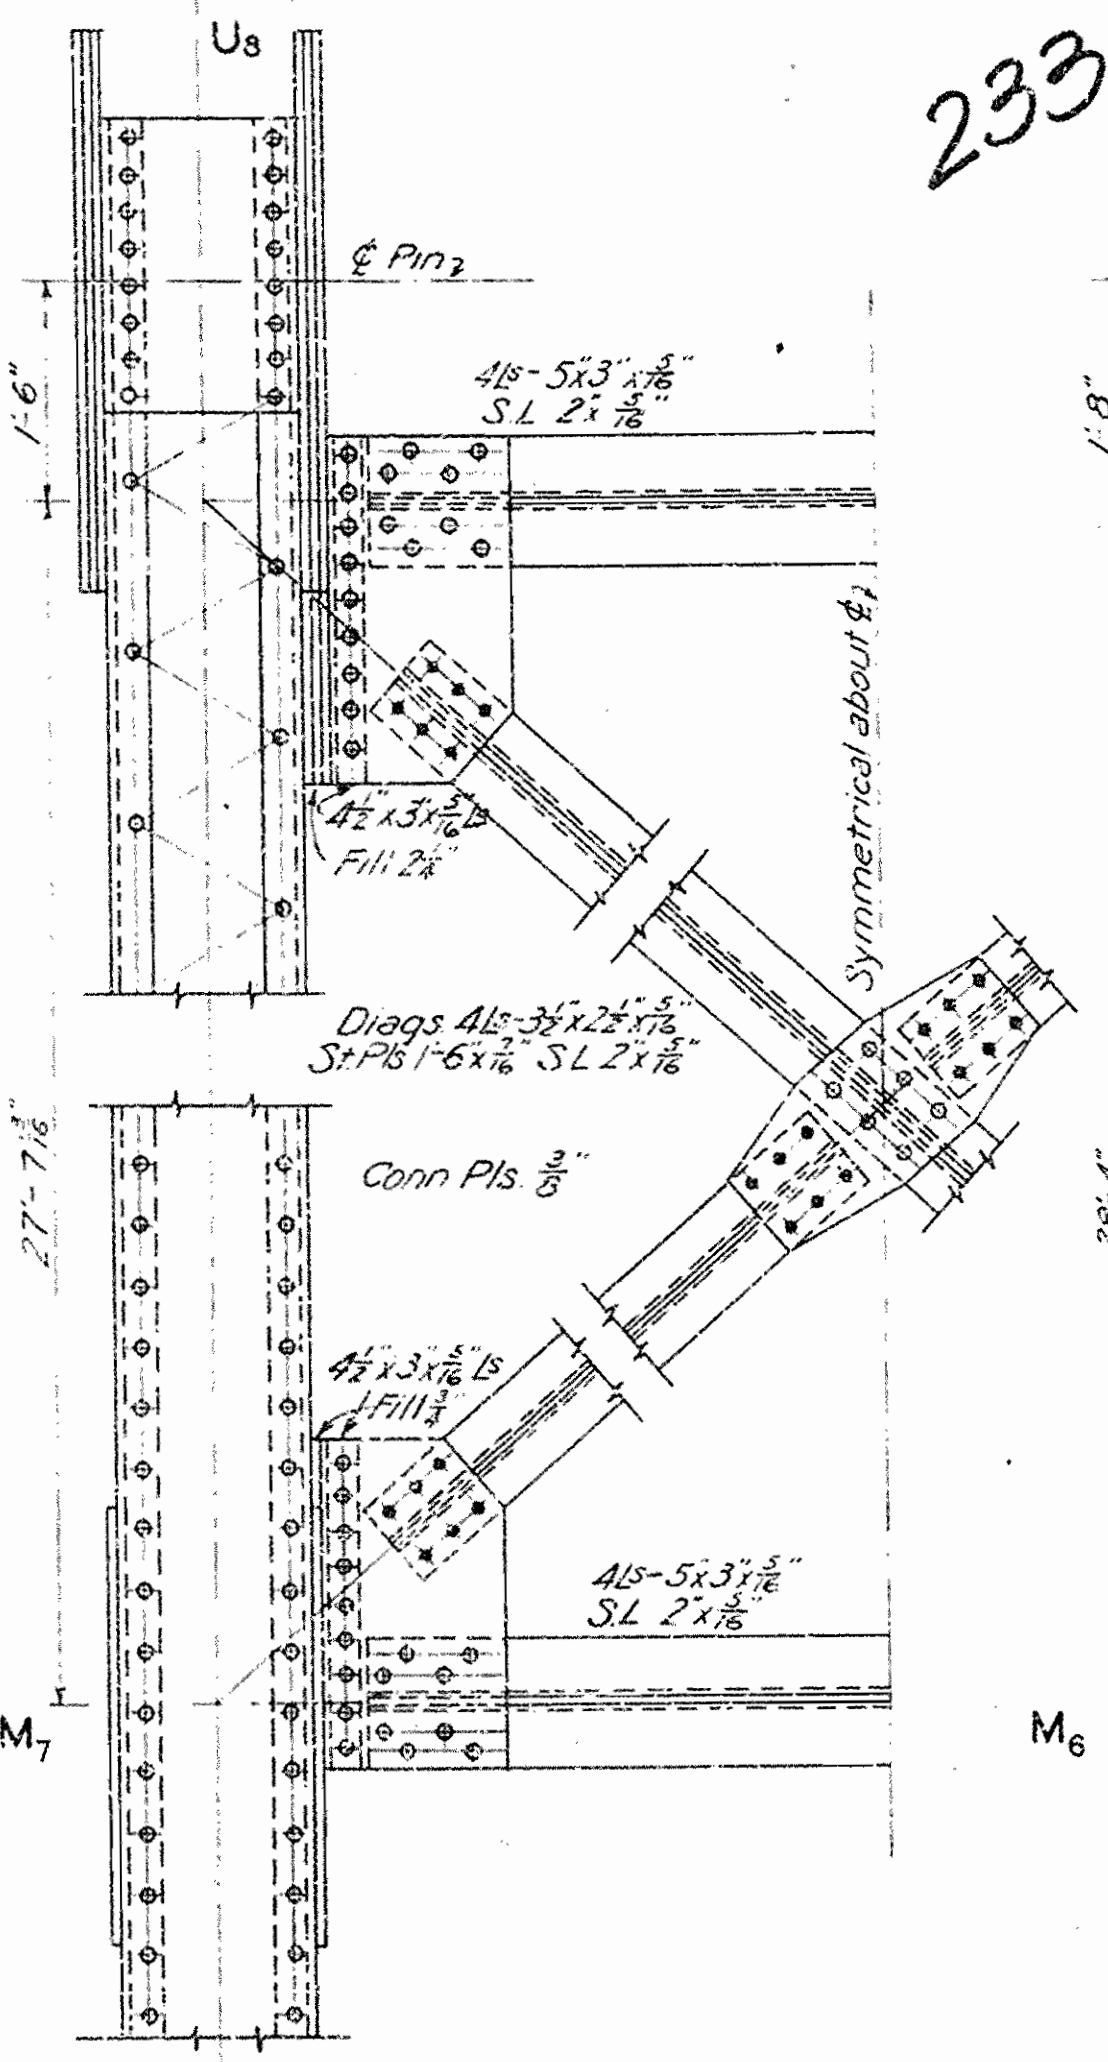 U8
233
₵ Pin
1'-6"
4Ls-5"x3"x5/16"
S.L 2"x5/16"
1'-8"
Symmetrical about ₵
4½"x3"x5/16 Ls
Fill 2¼"
Diags. 4Ls-3½"x2½"x5/16"
St. Pls 1'-6"x7/16" S.L 2"x5/16"
27'-7 3/16"
Conn Pls. 3/8"
4½"x3"x5/16" Ls
Fill ¾"
4Ls-5"x3"x5/16"
S.L 2"x5/16"
M7
M6